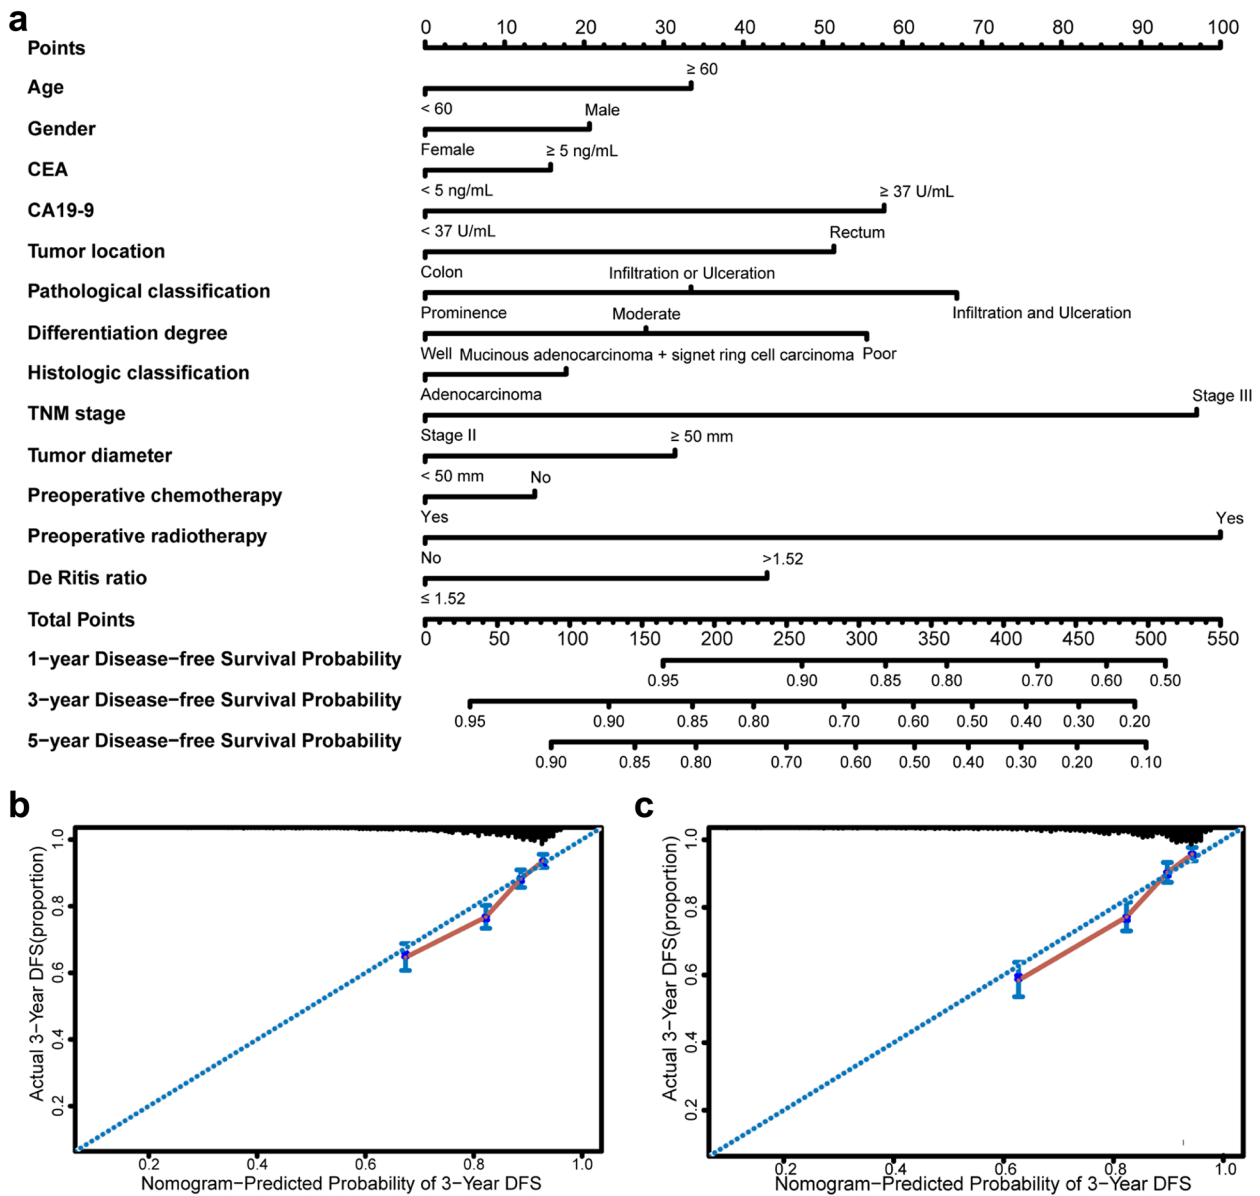 a
Points
0 10 20 30 40 50 60 70 80 90 100
Age
≥ 60
< 60
Gender
Male
Female
CEA
≥ 5 ng/mL
< 5 ng/mL
CA19-9
≥ 37 U/mL
< 37 U/mL
Tumor location
Rectum
Colon
Pathological classification
Infiltration or Ulceration
Prominence
Infiltration and Ulceration
Differentiation degree
Moderate
Well
Poor
Histologic classification
Mucinous adenocarcinoma + signet ring cell carcinoma
Adenocarcinoma
TNM stage
Stage III
Stage II
Tumor diameter
≥ 50 mm
< 50 mm
Preoperative chemotherapy
No
Yes
Preoperative radiotherapy
Yes
No
De Ritis ratio
>1.52
≤ 1.52
Total Points
0 50 100 150 200 250 300 350 400 450 500 550
1−year Disease−free Survival Probability
0.95 0.90 0.85 0.80 0.70 0.60 0.50
3−year Disease−free Survival Probability
0.95 0.90 0.85 0.80 0.70 0.60 0.50 0.40 0.30 0.20
5−year Disease−free Survival Probability
0.90 0.85 0.80 0.70 0.60 0.50 0.40 0.30 0.20 0.10
b
Actual 3−Year DFS(proportion)
1.0
0.8
0.6
0.4
0.2
0.2 0.4 0.6 0.8 1.0
Nomogram−Predicted Probability of 3−Year DFS
c
Actual 3−Year DFS(proportion)
1.0
0.8
0.6
0.4
0.2
0.2 0.4 0.6 0.8 1.0
Nomogram−Predicted Probability of 3−Year DFS